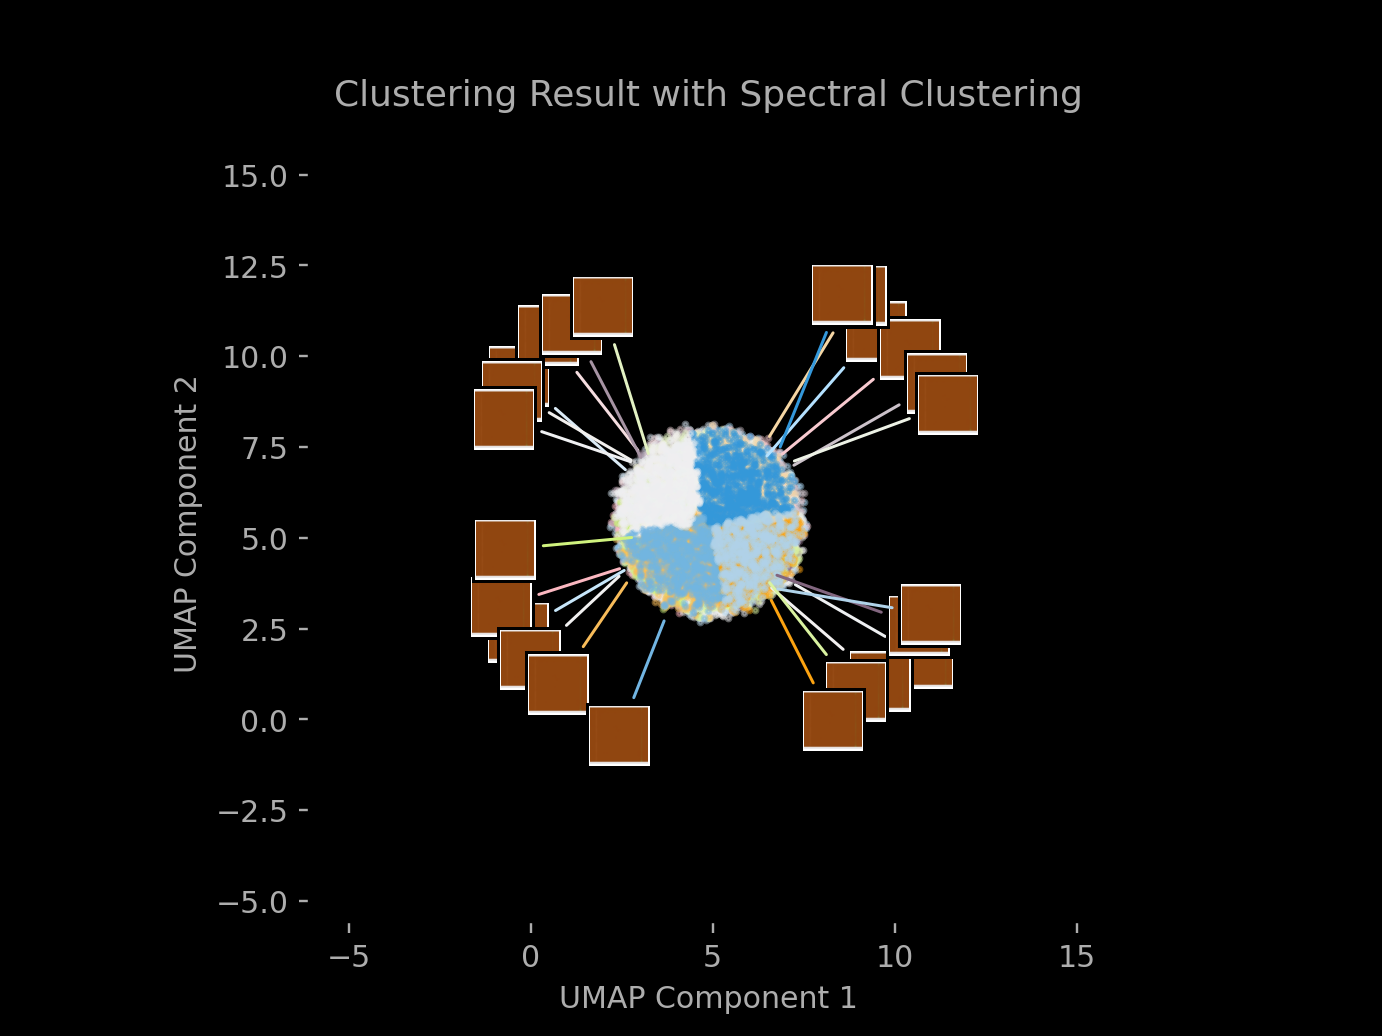 Clustering Result with Spectral Clustering
15.0
12.5
10.0
7.5
5.0
2.5
0.0
−2.5
−5.0
UMAP Component 2
−5 0 5 10 15
UMAP Component 1